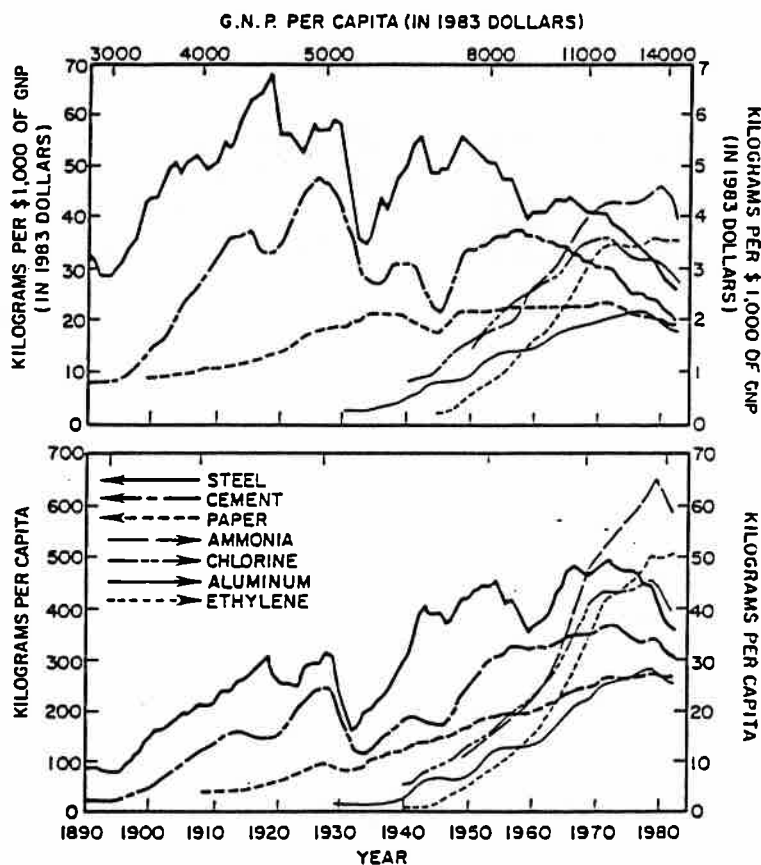 G.N.P. PER CAPITA (IN 1983 DOLLARS)
3000 4000 5000 8000 11000 14000
KILOGRAMS PER $1,000 OF GNP
(IN 1983 DOLLARS)
70
60
50
40
30
20
10
0
7
6
5
4
3
2
1
0
KILOGRAMS PER $ 1,000 OF GNP
(IN 1983 DOLLARS)
KILOGRAMS PER CAPITA
700
600
500
400
300
200
100
0
STEEL
CEMENT
PAPER
AMMONIA
CHLORINE
ALUMINUM
ETHYLENE
70
60
50
40
30
20
10
0
KILOGRAMS PER CAPITA
1890 1900 1910 1920 1930 1940 1950 1960 1970 1980
YEAR